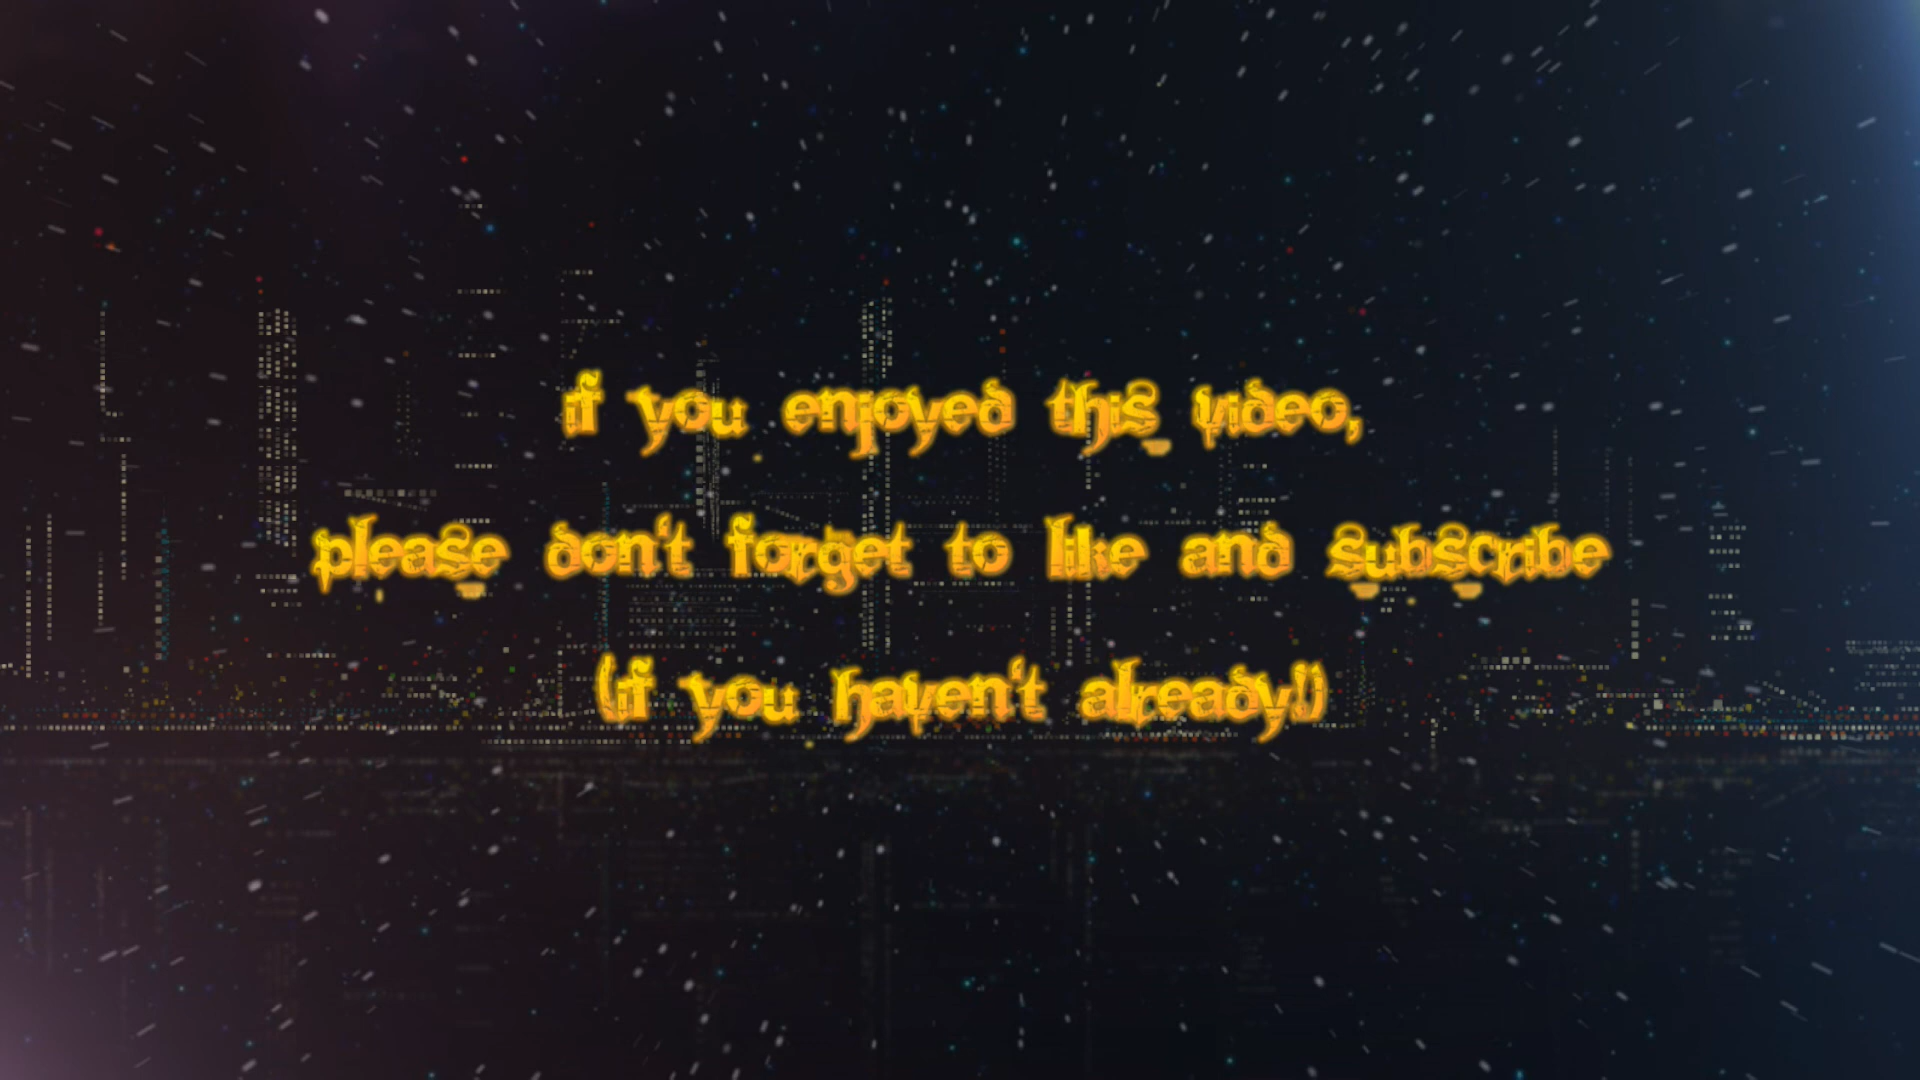 if you enjoyed this video,
please don't forget to like and subscribe
(if you haven't already!)